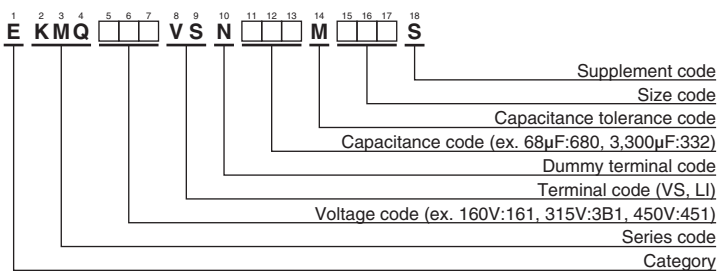 1 2 3 4 5 6 7 8 9 10 11 12 13 14 15 16 17 18
E KMQ □□□ VS N □□□ M □□□ S
Supplement code
Size code
Capacitance tolerance code
Capacitance code (ex. 68µF:680, 3,300µF:332)
Dummy terminal code
Terminal code (VS, LI)
Voltage code (ex. 160V:161, 315V:3B1, 450V:451)
Series code
Category